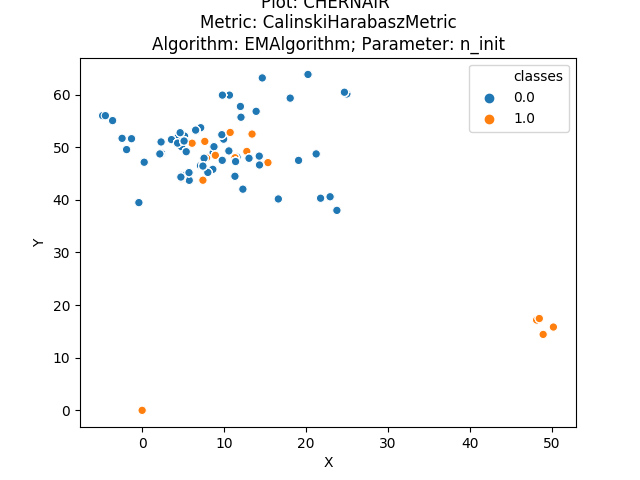 Plot: CHERNAIR
Metric: CalinskiHarabaszMetric
Algorithm: EMAlgorithm; Parameter: n_init
classes
0.0
1.0
60
50
40
30
20
10
0
Y
0 10 20 30 40 50
X